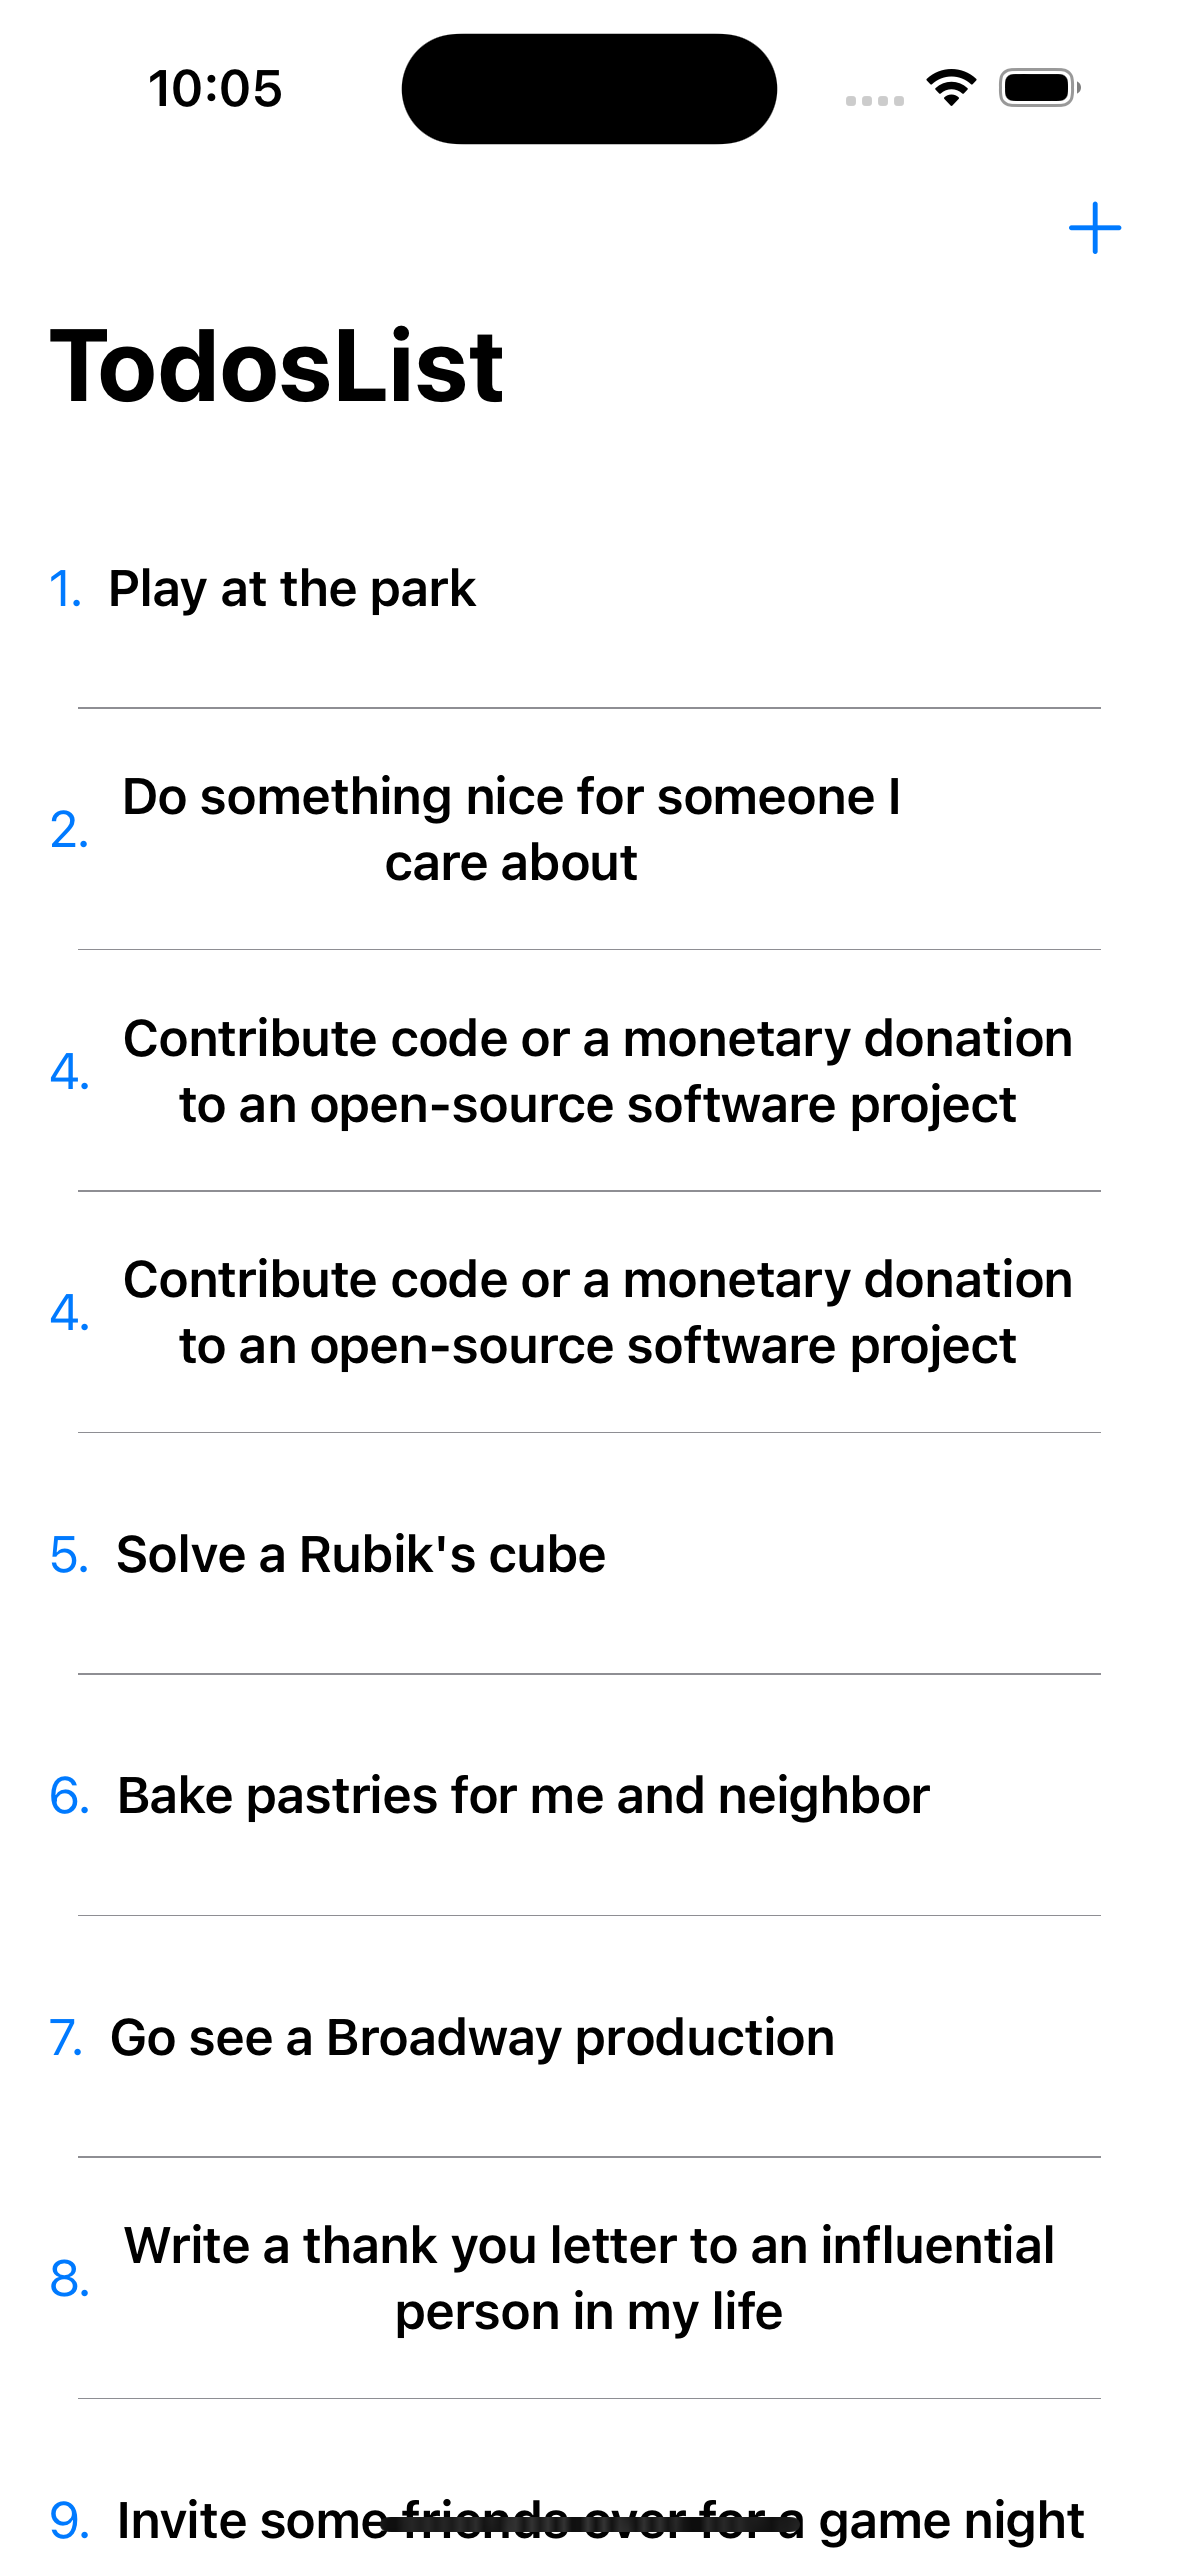 10:05
TodosList
1. Play at the park
2. Do something nice for someone I
care about
4. Contribute code or a monetary donation
to an open-source software project
4. Contribute code or a monetary donation
to an open-source software project
5. Solve a Rubik's cube
6. Bake pastries for me and neighbor
7. Go see a Broadway production
8. Write a thank you letter to an influential
person in my life
9. Invite some friends over for a game night